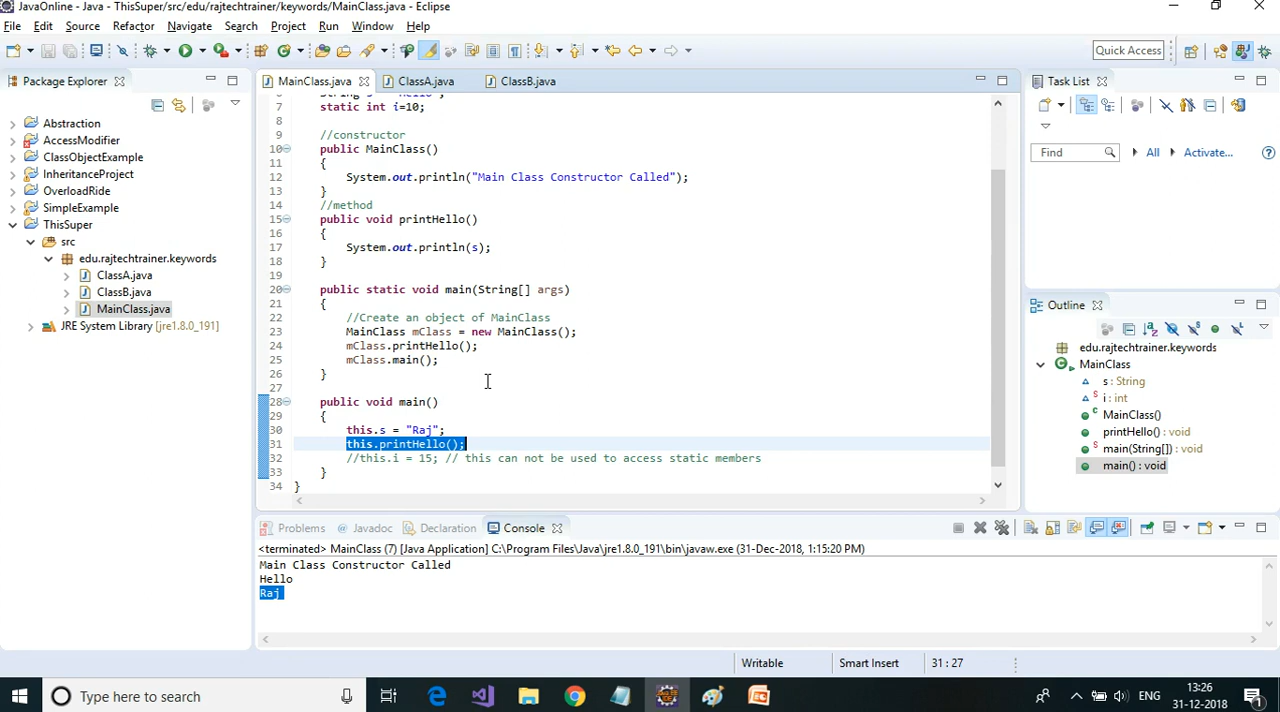 JavaOnline - Java - ThisSuper/src/edu/rajtechtrainer/keywords/MainClass.java - Eclipse
File Edit Source Refactor Navigate Search Project Run Window Help
Quick Access
Package Explorer
Abstraction
AccessModifier
ClassObjectExample
InheritanceProject
OverloadRide
SimpleExample
ThisSuper
src
edu.rajtechtrainer.keywords
ClassA.java
ClassB.java
MainClass.java
JRE System Library [jre1.8.0_191]
MainClass.java ClassA.java ClassB.java
7 static int i=10;
8
9 //constructor
10 public MainClass()
11 {
12 System.out.println("Main Class Constructor Called");
13 }
14 //method
15 public void printHello()
16 {
17 System.out.println(s);
18 }
19
20 public static void main(String[] args)
21 {
22 //Create an object of MainClass
23 MainClass mClass = new MainClass();
24 mClass.printHello();
25 mClass.main();
26 }
27
28 public void main()
29 {
30 this.s = "Raj";
31 this.printHello();
32 //this.i = 15; // this can not be used to access static members
33 }
34 }
Task List
Find All Activate...
Outline
edu.rajtechtrainer.keywords
MainClass
s : String
i : int
MainClass()
printHello() : void
main(String[]) : void
main() : void
Problems Javadoc Declaration Console
<terminated> MainClass (7) [Java Application] C:\Program Files\Java\jre1.8.0_191\bin\javaw.exe (31-Dec-2018, 1:15:20 PM)
Main Class Constructor Called
Hello
Raj
Writable Smart Insert 31 : 27
Type here to search
ENG
13:26
31-12-2018